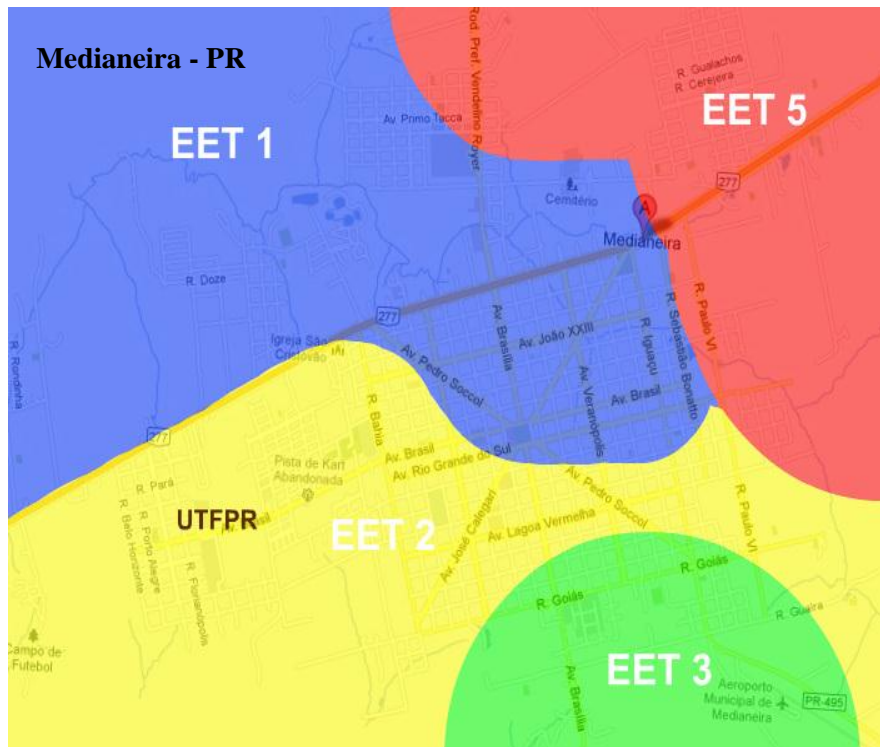 Medianeira - PR
Rod. Pref. Vendelino Royer
R. Gualachos
R. Cerejeira
EET 5
Av. Primo Tacca
EET 1
277
Cemitério
A
Medianeira
R. Doze
277
Igreja São
Cristovão
Av. Brasília
Av. João XXIII
R. Iguaçu
R. Sebastião Bonatto
R. Paulo VI
R. Rondinha
Av. Pedro Soccol
Av. Veranópolis
Av. Brasil
R. Bahia
277
Av. Brasil
Av. Rio Grande do Sul
Pista de Kart
Abandonada
R. Pará
Av. Pedro Soccol
UTFPR
Av. Brasil
EET 2
Av. José Calegari
Av. Lagoa Vermelha
R. Paulo VI
R. Belo Horizonte
R. Porto Alegre
R. Florianópolis
R. Goiás
R. Goiás
R. Guaíra
Campo de
Futebol
EET 3
Av. Brasília
Aeroporto
Municipal de
Medianeira
PR-495